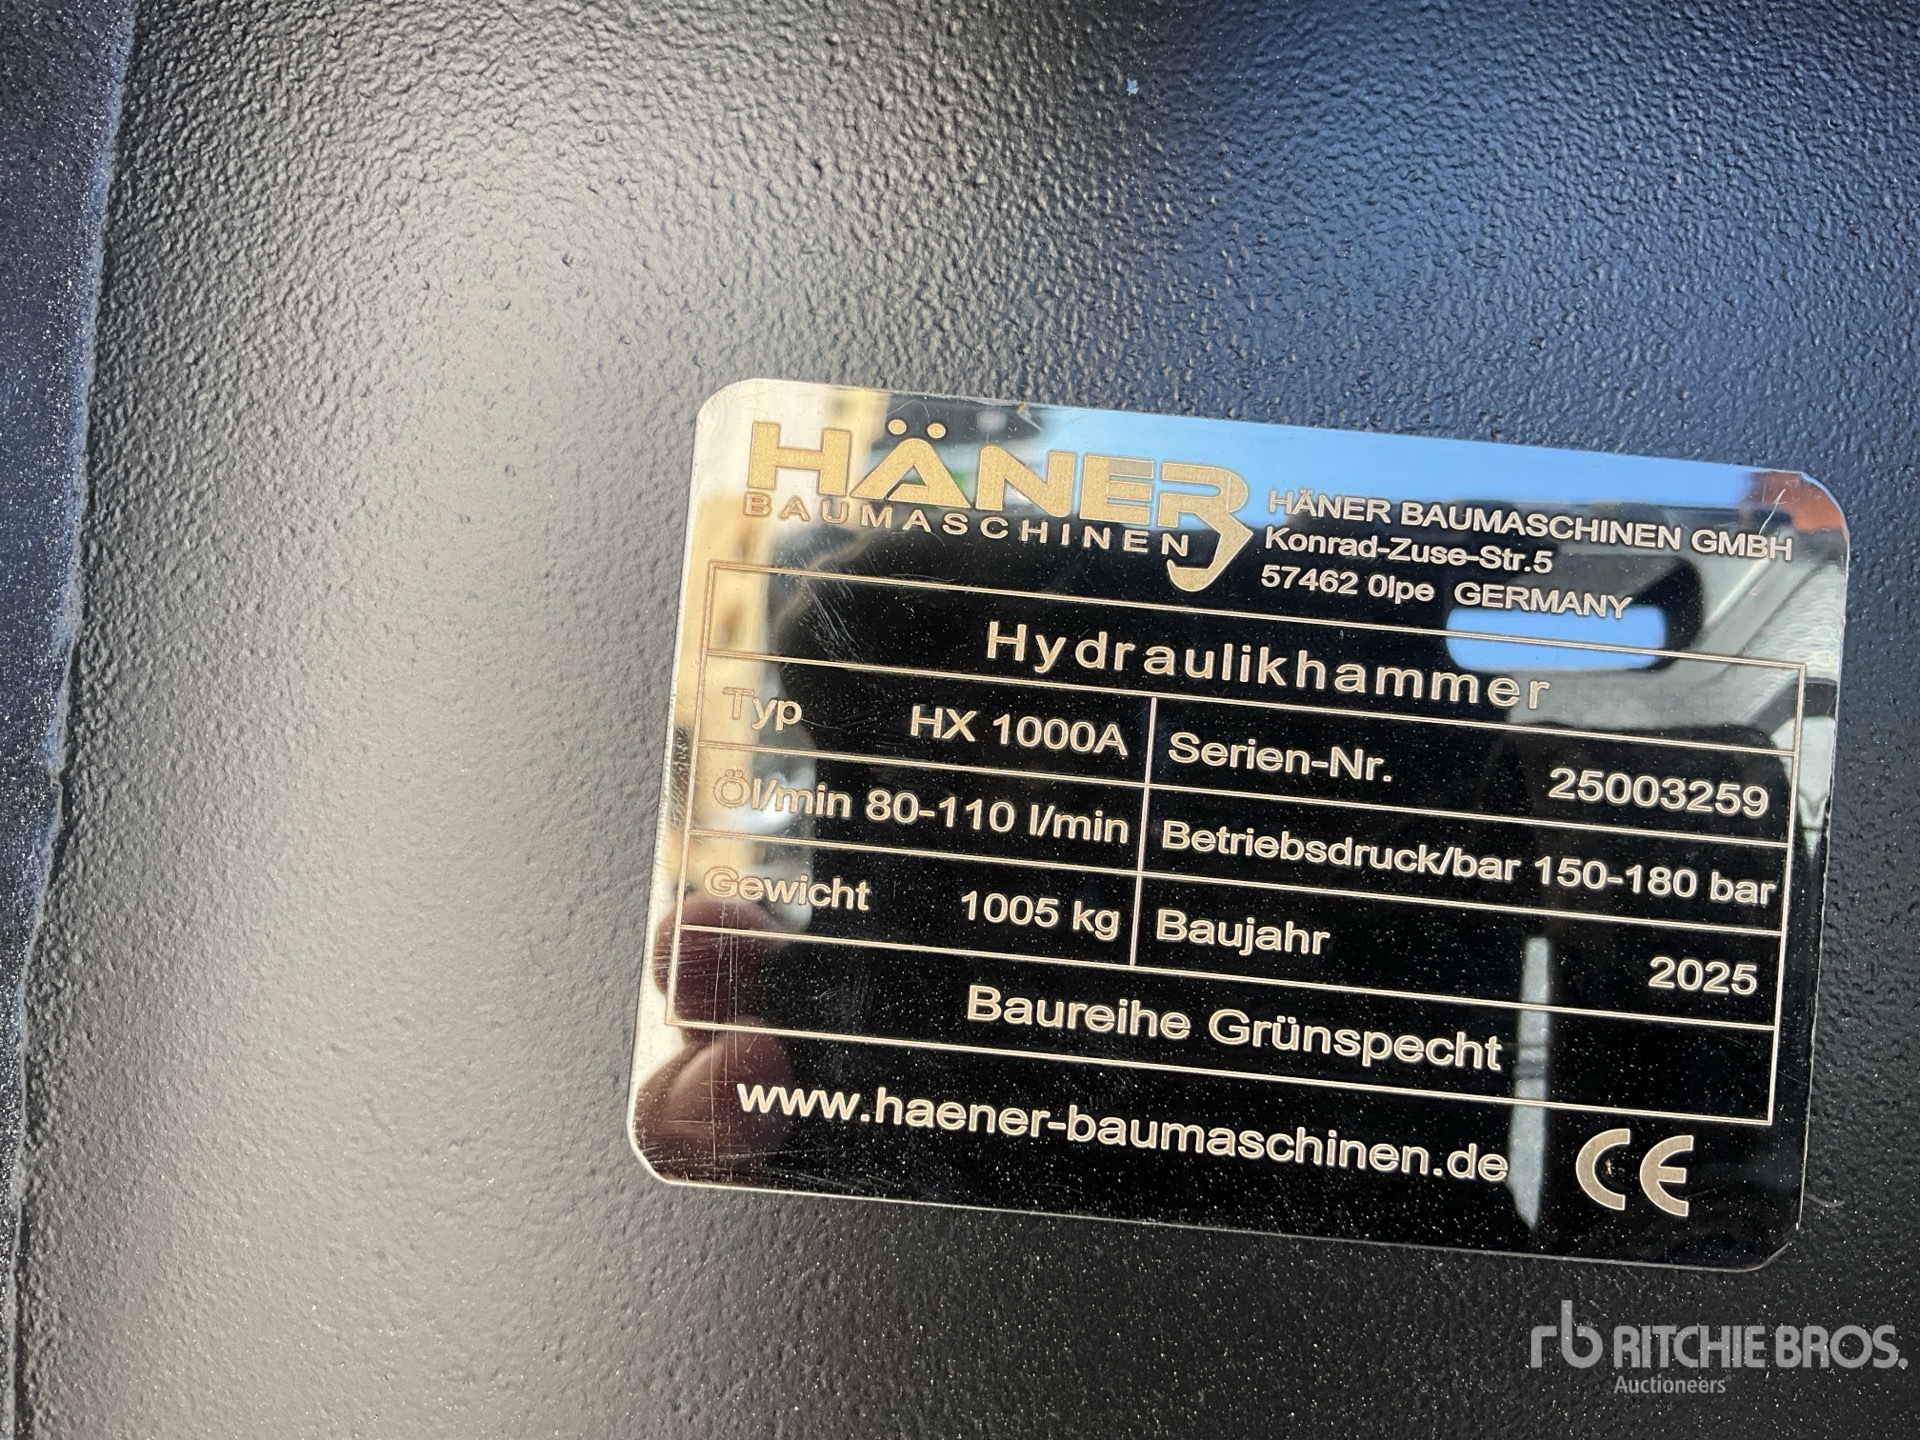 HÄNER
BAUMASCHINEN
HÄNER BAUMASCHINEN GMBH
Konrad-Zuse-Str.5
57462 0lpe GERMANY
Hydraulikhammer
Typ HX 1000A
Serien-Nr. 25003259
Öl/min 80-110 l/min
Betriebsdruck/bar 150-180 bar
Gewicht 1005 kg
Baujahr 2025
Baureihe Grünspecht
www.haener-baumaschinen.de
CE
rb RITCHIE BROS.
Auctioneers